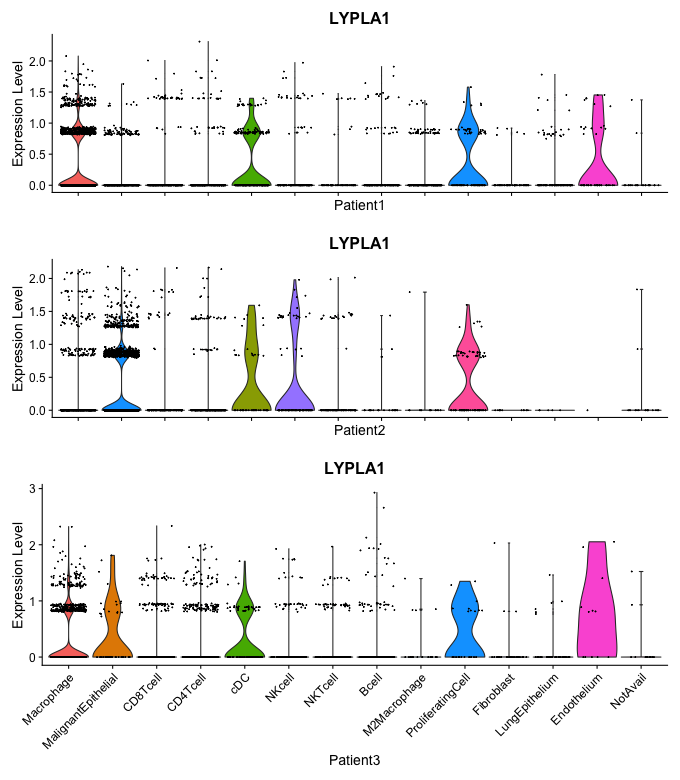 LYPLA1
Expression Level
2.0
1.5
1.0
0.5
0.0
Patient1
LYPLA1
Expression Level
2.0
1.5
1.0
0.5
0.0
Patient2
LYPLA1
Expression Level
3
2
1
0
Macrophage
MalignantEpithelial
CD8Tcell
CD4Tcell
cDC
NKcell
NKTcell
Bcell
M2Macrophage
ProliferatingCell
Fibroblast
LungEpithelium
Endothelium
NotAvail
Patient3